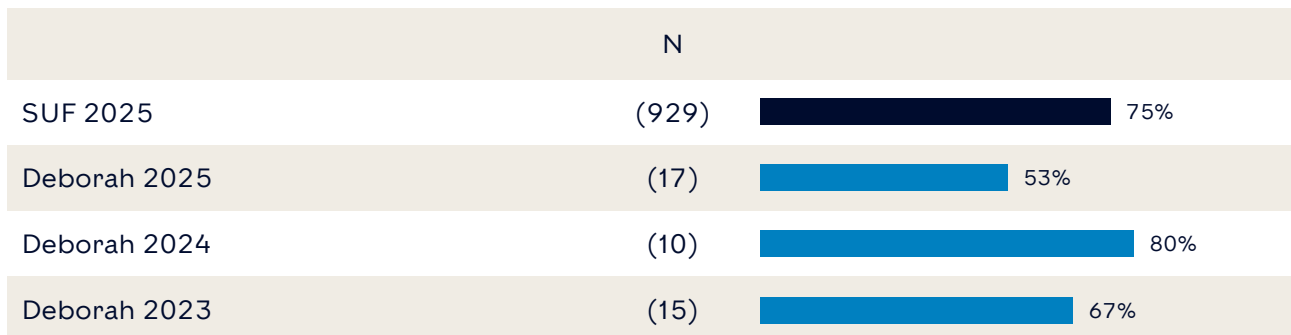 N
SUF 2025 (929) 75%
Deborah 2025 (17) 53%
Deborah 2024 (10) 80%
Deborah 2023 (15) 67%